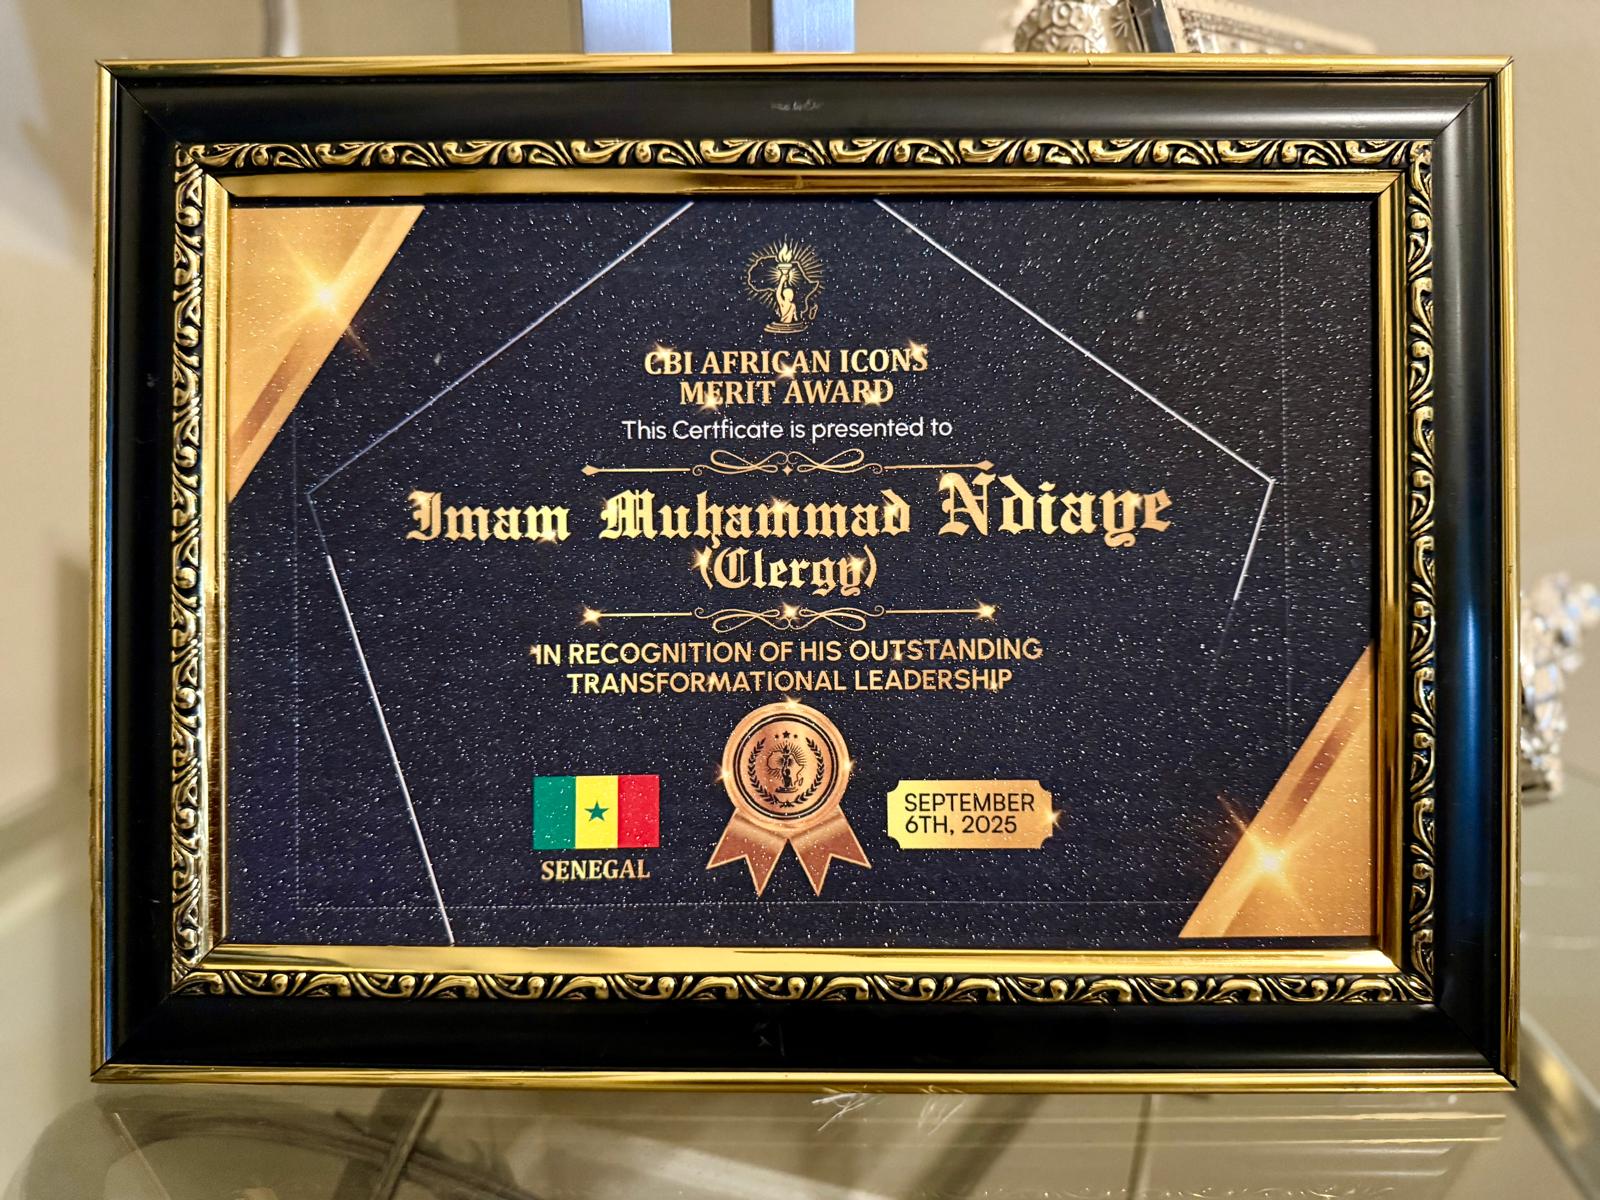 CBI AFRICAN ICONS
MERIT AWARD
This Certficate is presented to
Imam Muhammad Ndiaye
(Clergy)
IN RECOGNITION OF HIS OUTSTANDING
TRANSFORMATIONAL LEADERSHIP
SENEGAL
SEPTEMBER
6TH, 2025